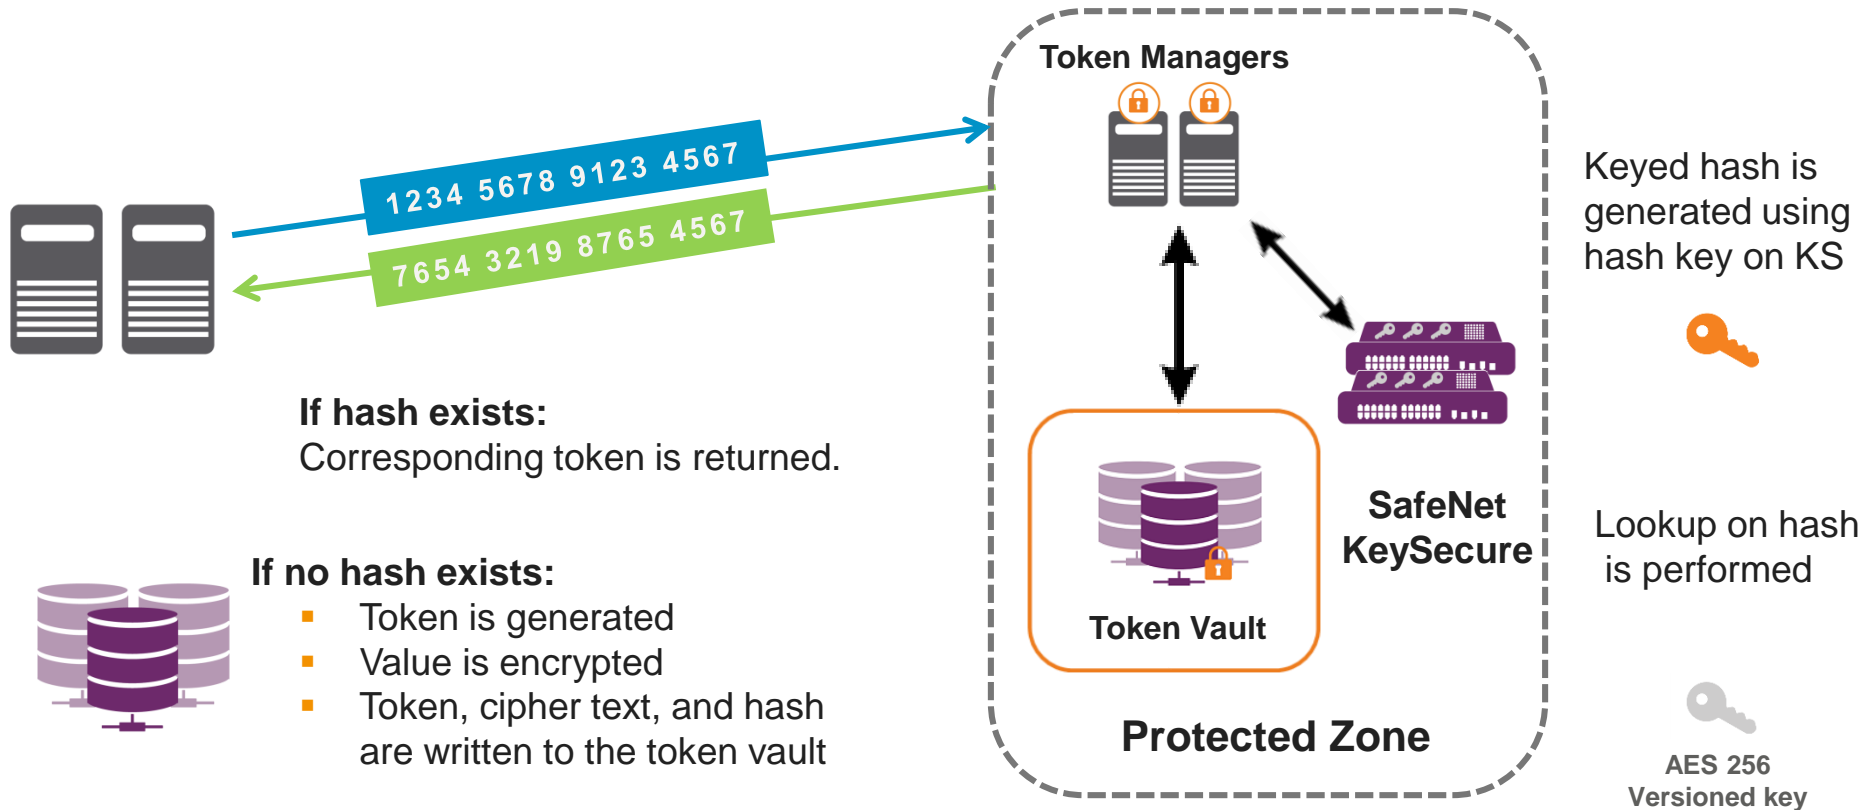 Token Managers
1234 5678 9123 4567
7654 3219 8765 4567
Keyed hash is
generated using
hash key on KS
If hash exists:
Corresponding token is returned.
SafeNet
KeySecure
Lookup on hash
is performed
If no hash exists:
▪ Token is generated
▪ Value is encrypted
▪ Token, cipher text, and hash
are written to the token vault
Token Vault
Protected Zone
AES 256
Versioned key